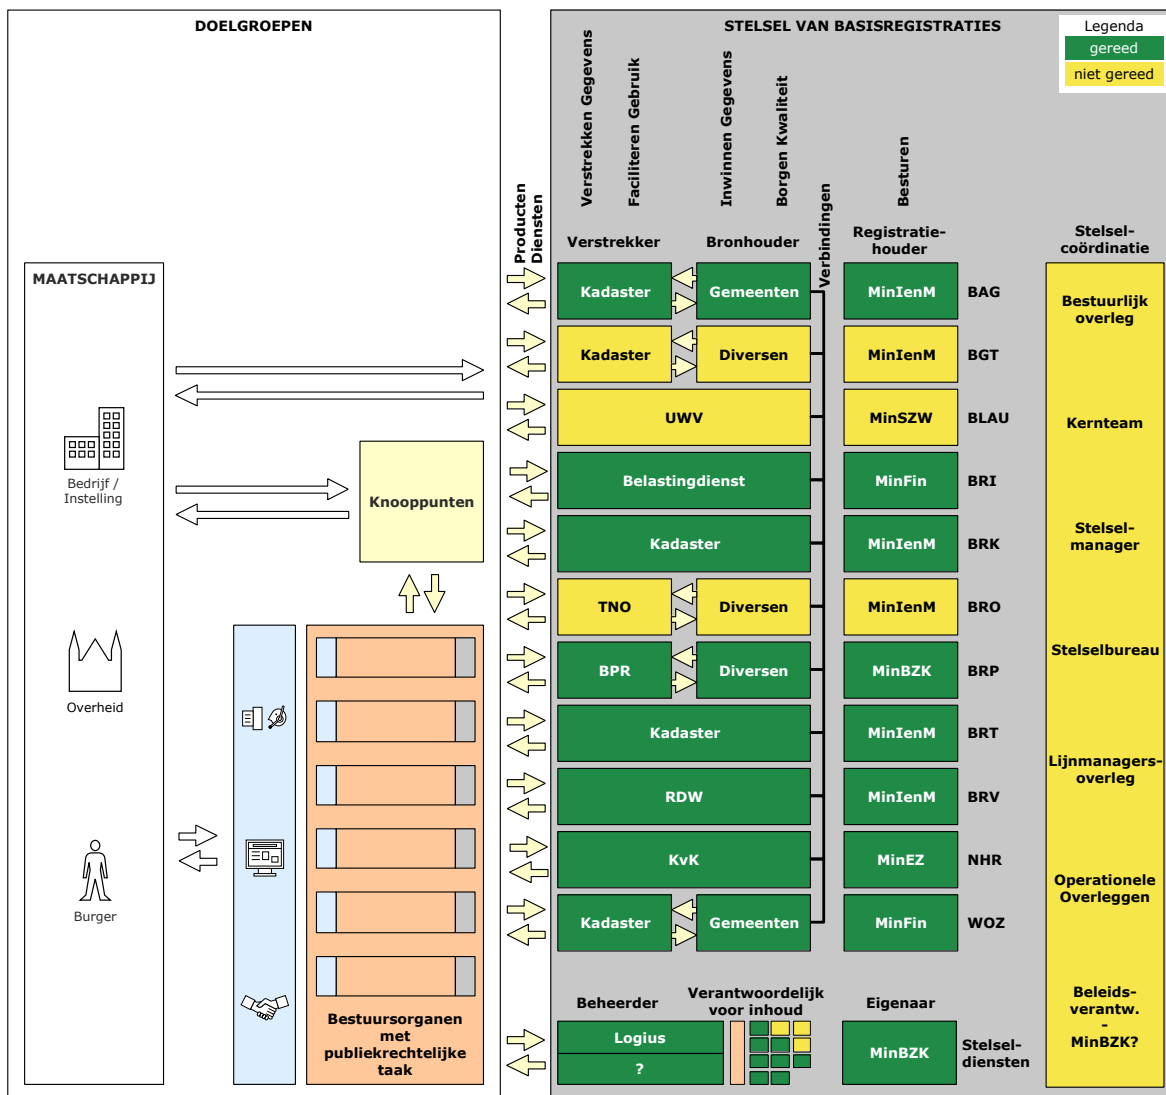 DOELGROEPEN
STELSEL VAN BASISREGISTRATIES
Legenda
gereed
niet gereed
Verstrekken Gegevens
Faciliteren Gebruik
Inwinnen Gegevens
Borgen Kwaliteit
Besturen
Producten
Diensten
Verbindingen
Verstrekker
Bronhouder
Registratie-
houder
Stelsel-
coördinatie
MAATSCHAPPIJ
Bedrijf /
Instelling
Overheid
Burger
Knooppunten
Bestuursorganen
met
publiekrechtelijke
taak
Kadaster
Gemeenten
MinIenM
BAG
Kadaster
Diversen
MinIenM
BGT
UWV
MinSZW
BLAU
Belastingdienst
MinFin
BRI
Kadaster
MinIenM
BRK
TNO
Diversen
MinIenM
BRO
BPR
Diversen
MinBZK
BRP
Kadaster
MinIenM
BRT
RDW
MinIenM
BRV
KvK
MinEZ
NHR
Kadaster
Gemeenten
MinFin
WOZ
Beheerder
Verantwoordelijk
voor inhoud
Eigenaar
Logius
?
MinBZK
Stelsel-
diensten
Bestuurlijk
overleg
Kernteam
Stelsel-
manager
Stelselbureau
Lijnmanagers-
overleg
Operationele
Overleggen
Beleids-
verantw.
-
MinBZK?